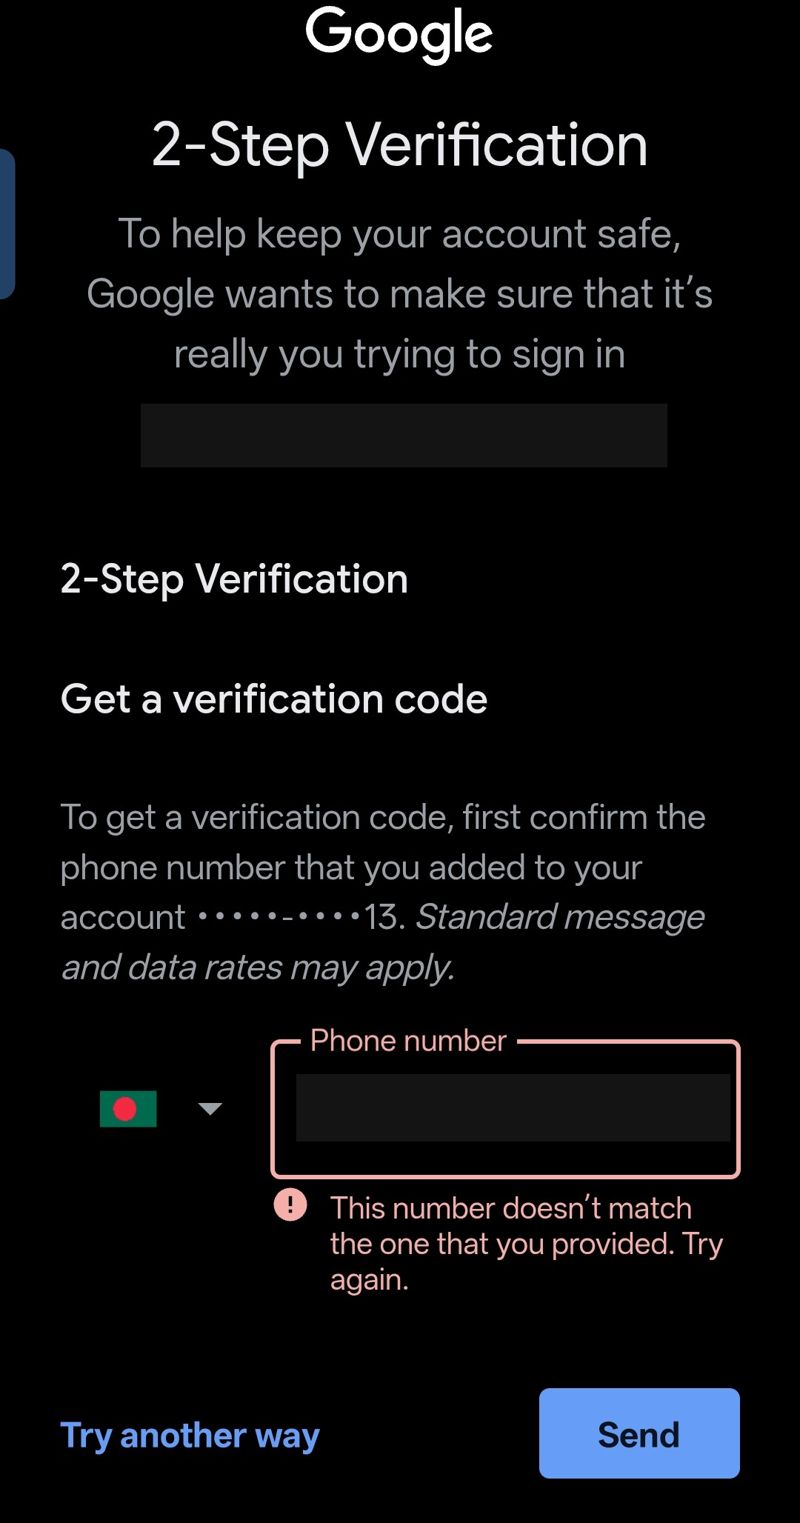 Google
2-Step Verification
To help keep your account safe,
Google wants to make sure that it’s
really you trying to sign in
2-Step Verification
Get a verification code
To get a verification code, first confirm the
phone number that you added to your
account •••••-••••13. Standard message
and data rates may apply.
Phone number
This number doesn’t match
the one that you provided. Try
again.
Try another way
Send